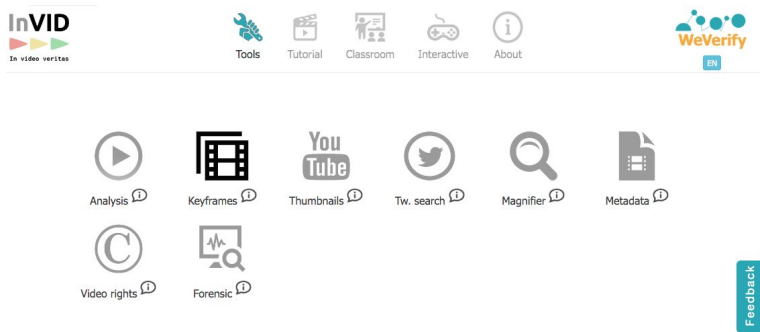 InVID
In video veritas
Tools
Tutorial
Classroom
Interactive
About
WeVerify
EN
You
Tube
Analysis
Keyframes
Thumbnails
Tw. search
Magnifier
Metadata
Video rights
Forensic
Feedback